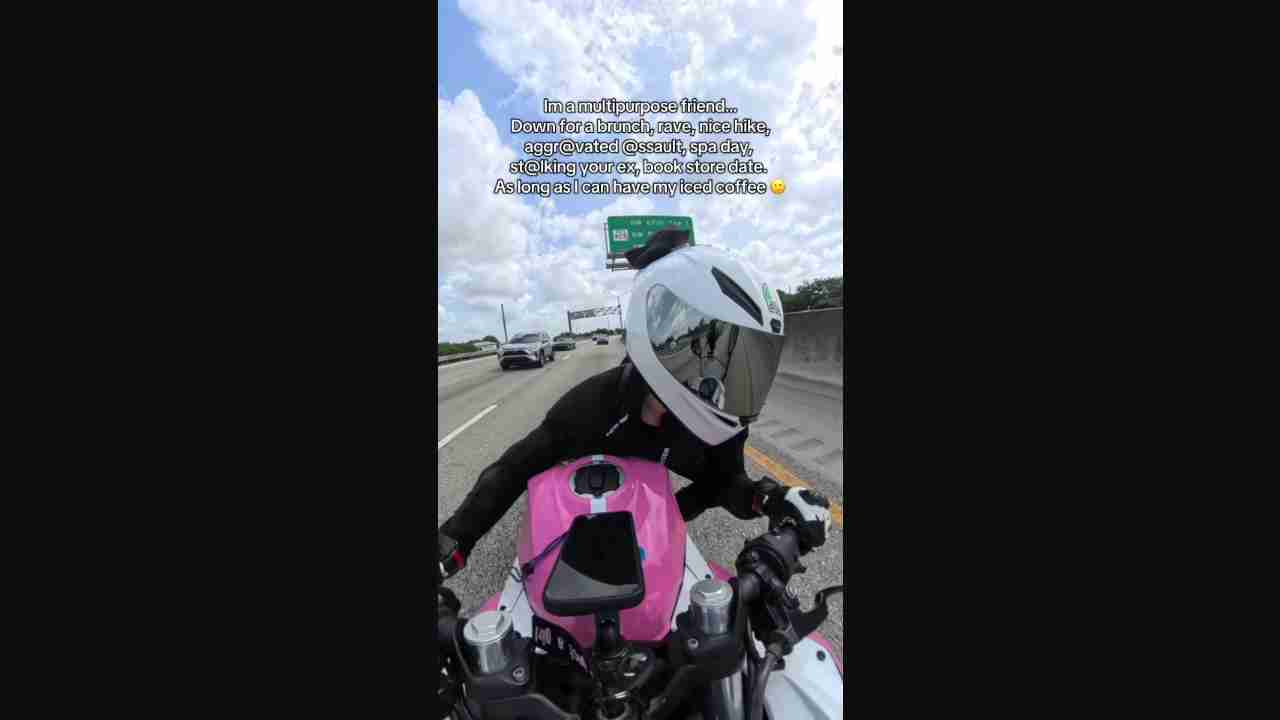 Im a multipurpose friend...
Down for a brunch, rave, nice hike,
aggr@vated @ssault, spa day,
st@lking your ex, book store date.
As long as I can have my iced coffee 🫠